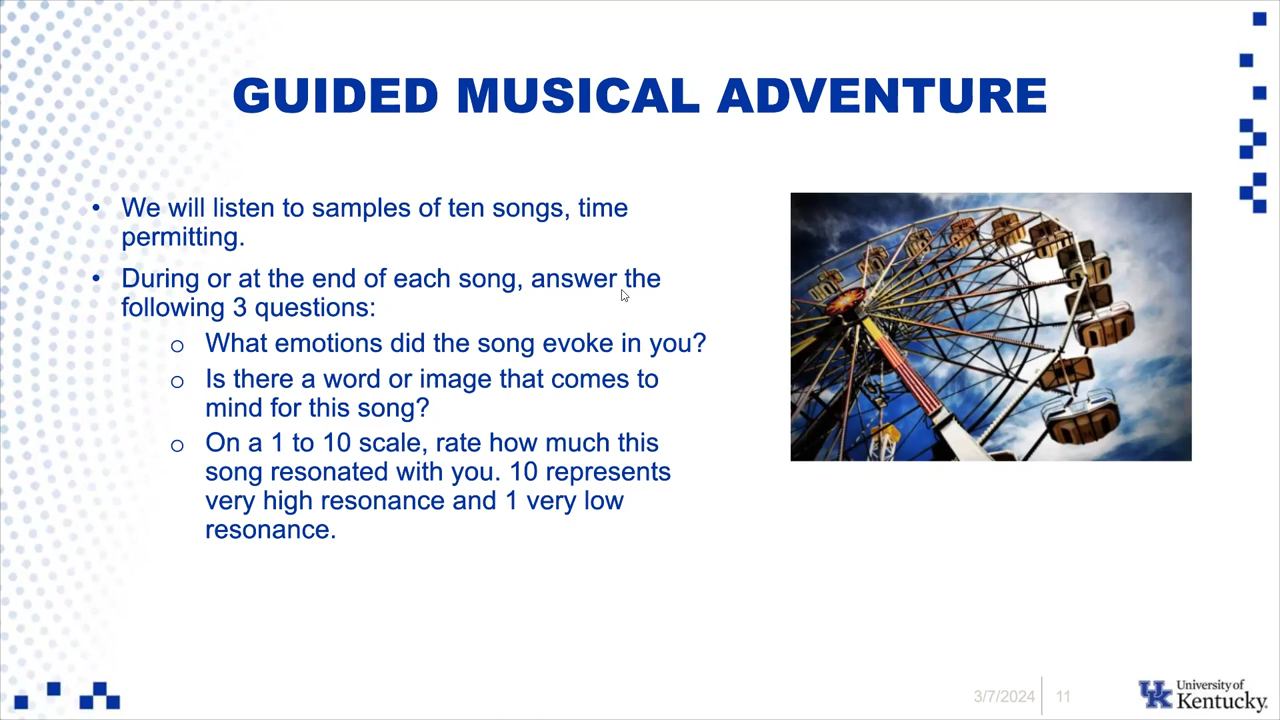 GUIDED MUSICAL ADVENTURE
• We will listen to samples of ten songs, time
permitting.
• During or at the end of each song, answer the
following 3 questions:
o What emotions did the song evoke in you?
o Is there a word or image that comes to
mind for this song?
o On a 1 to 10 scale, rate how much this
song resonated with you. 10 represents
very high resonance and 1 very low
resonance.
3/7/2024 11
UK University of
Kentucky.